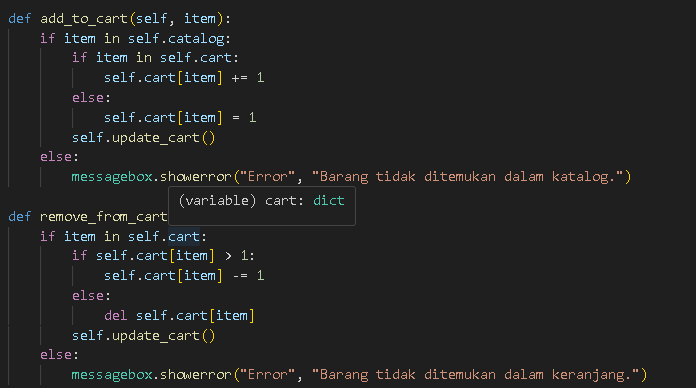 def add_to_cart(self, item):
    if item in self.catalog:
        if item in self.cart:
            self.cart[item] += 1
        else:
            self.cart[item] = 1
        self.update_cart()
    else:
        messagebox.showerror("Error", "Barang tidak ditemukan dalam katalog.")
(variable) cart: dict
def remove_from_cart
    if item in self.cart:
        if self.cart[item] > 1:
            self.cart[item] -= 1
        else:
            del self.cart[item]
        self.update_cart()
    else:
        messagebox.showerror("Error", "Barang tidak ditemukan dalam keranjang.")